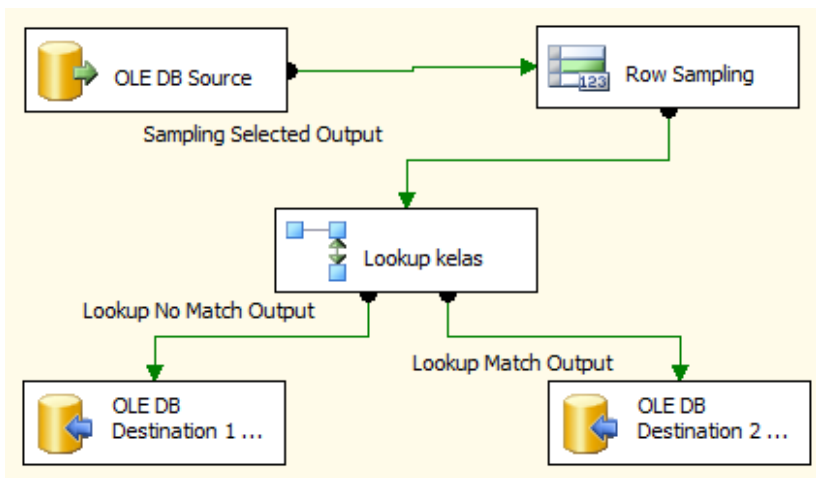 OLE DB Source
123
Row Sampling
Sampling Selected Output
Lookup kelas
Lookup No Match Output
Lookup Match Output
OLE DB
Destination 1 ...
OLE DB
Destination 2 ...